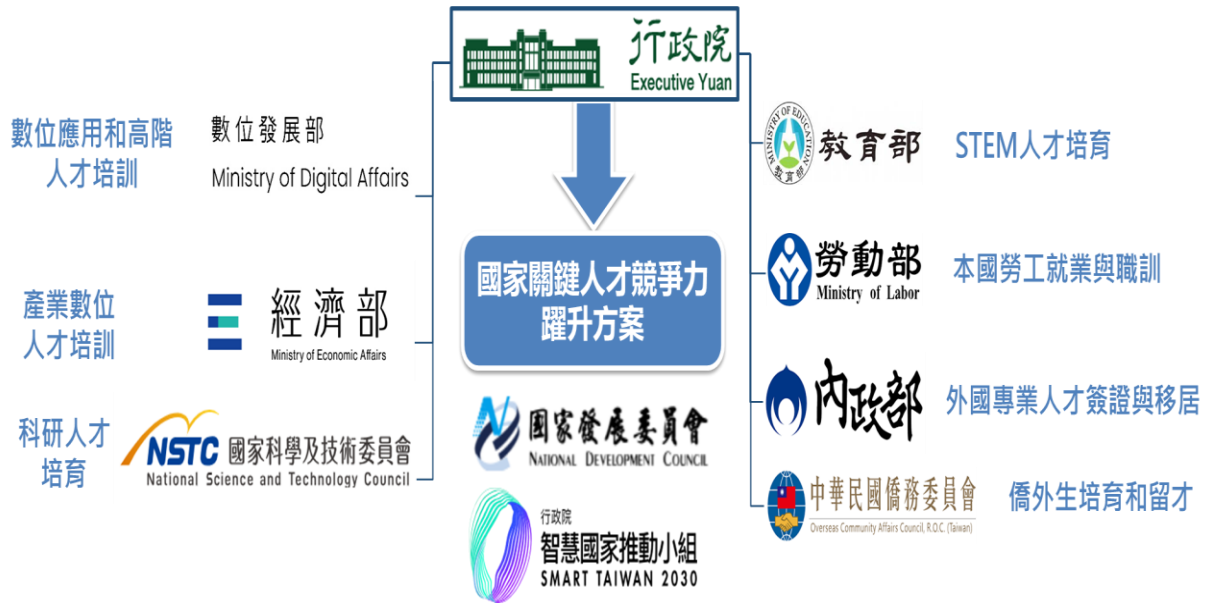 行政院
Executive Yuan
數位應用和高階
人才培訓
數位發展部
Ministry of Digital Affairs
產業數位
人才培訓
經濟部
Ministry of Economic Affairs
科研人才
培育
NSTC 國家科學及技術委員會
National Science and Technology Council
國家關鍵人才競爭力
躍升方案
國家發展委員會
NATIONAL DEVELOPMENT COUNCIL
行政院
智慧國家推動小組
SMART TAIWAN 2030
MINISTRY OF EDUCATION
教育部
教育部
STEM人才培育
勞動部
Ministry of Labor
本國勞工就業與職訓
內政部
外國專業人才簽證與移居
中華民國僑務委員會
Overseas Community Affairs Council, R.O.C. (Taiwan)
僑外生培育和留才